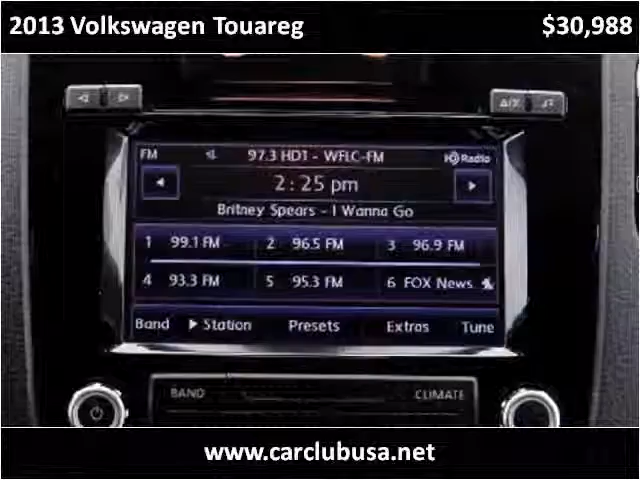 2013 Volkswagen Touareg $30,988
FM 97.3 HD1 - WFLC-FM HD Radio
2:25 pm
Britney Spears - I Wanna Go
1 99.1 FM 2 96.5 FM 3 96.9 FM
4 93.3 FM 5 95.3 FM 6 FOX News
Band Station Presets Extras Tune
BAND CLIMATE
www.carclubusa.net